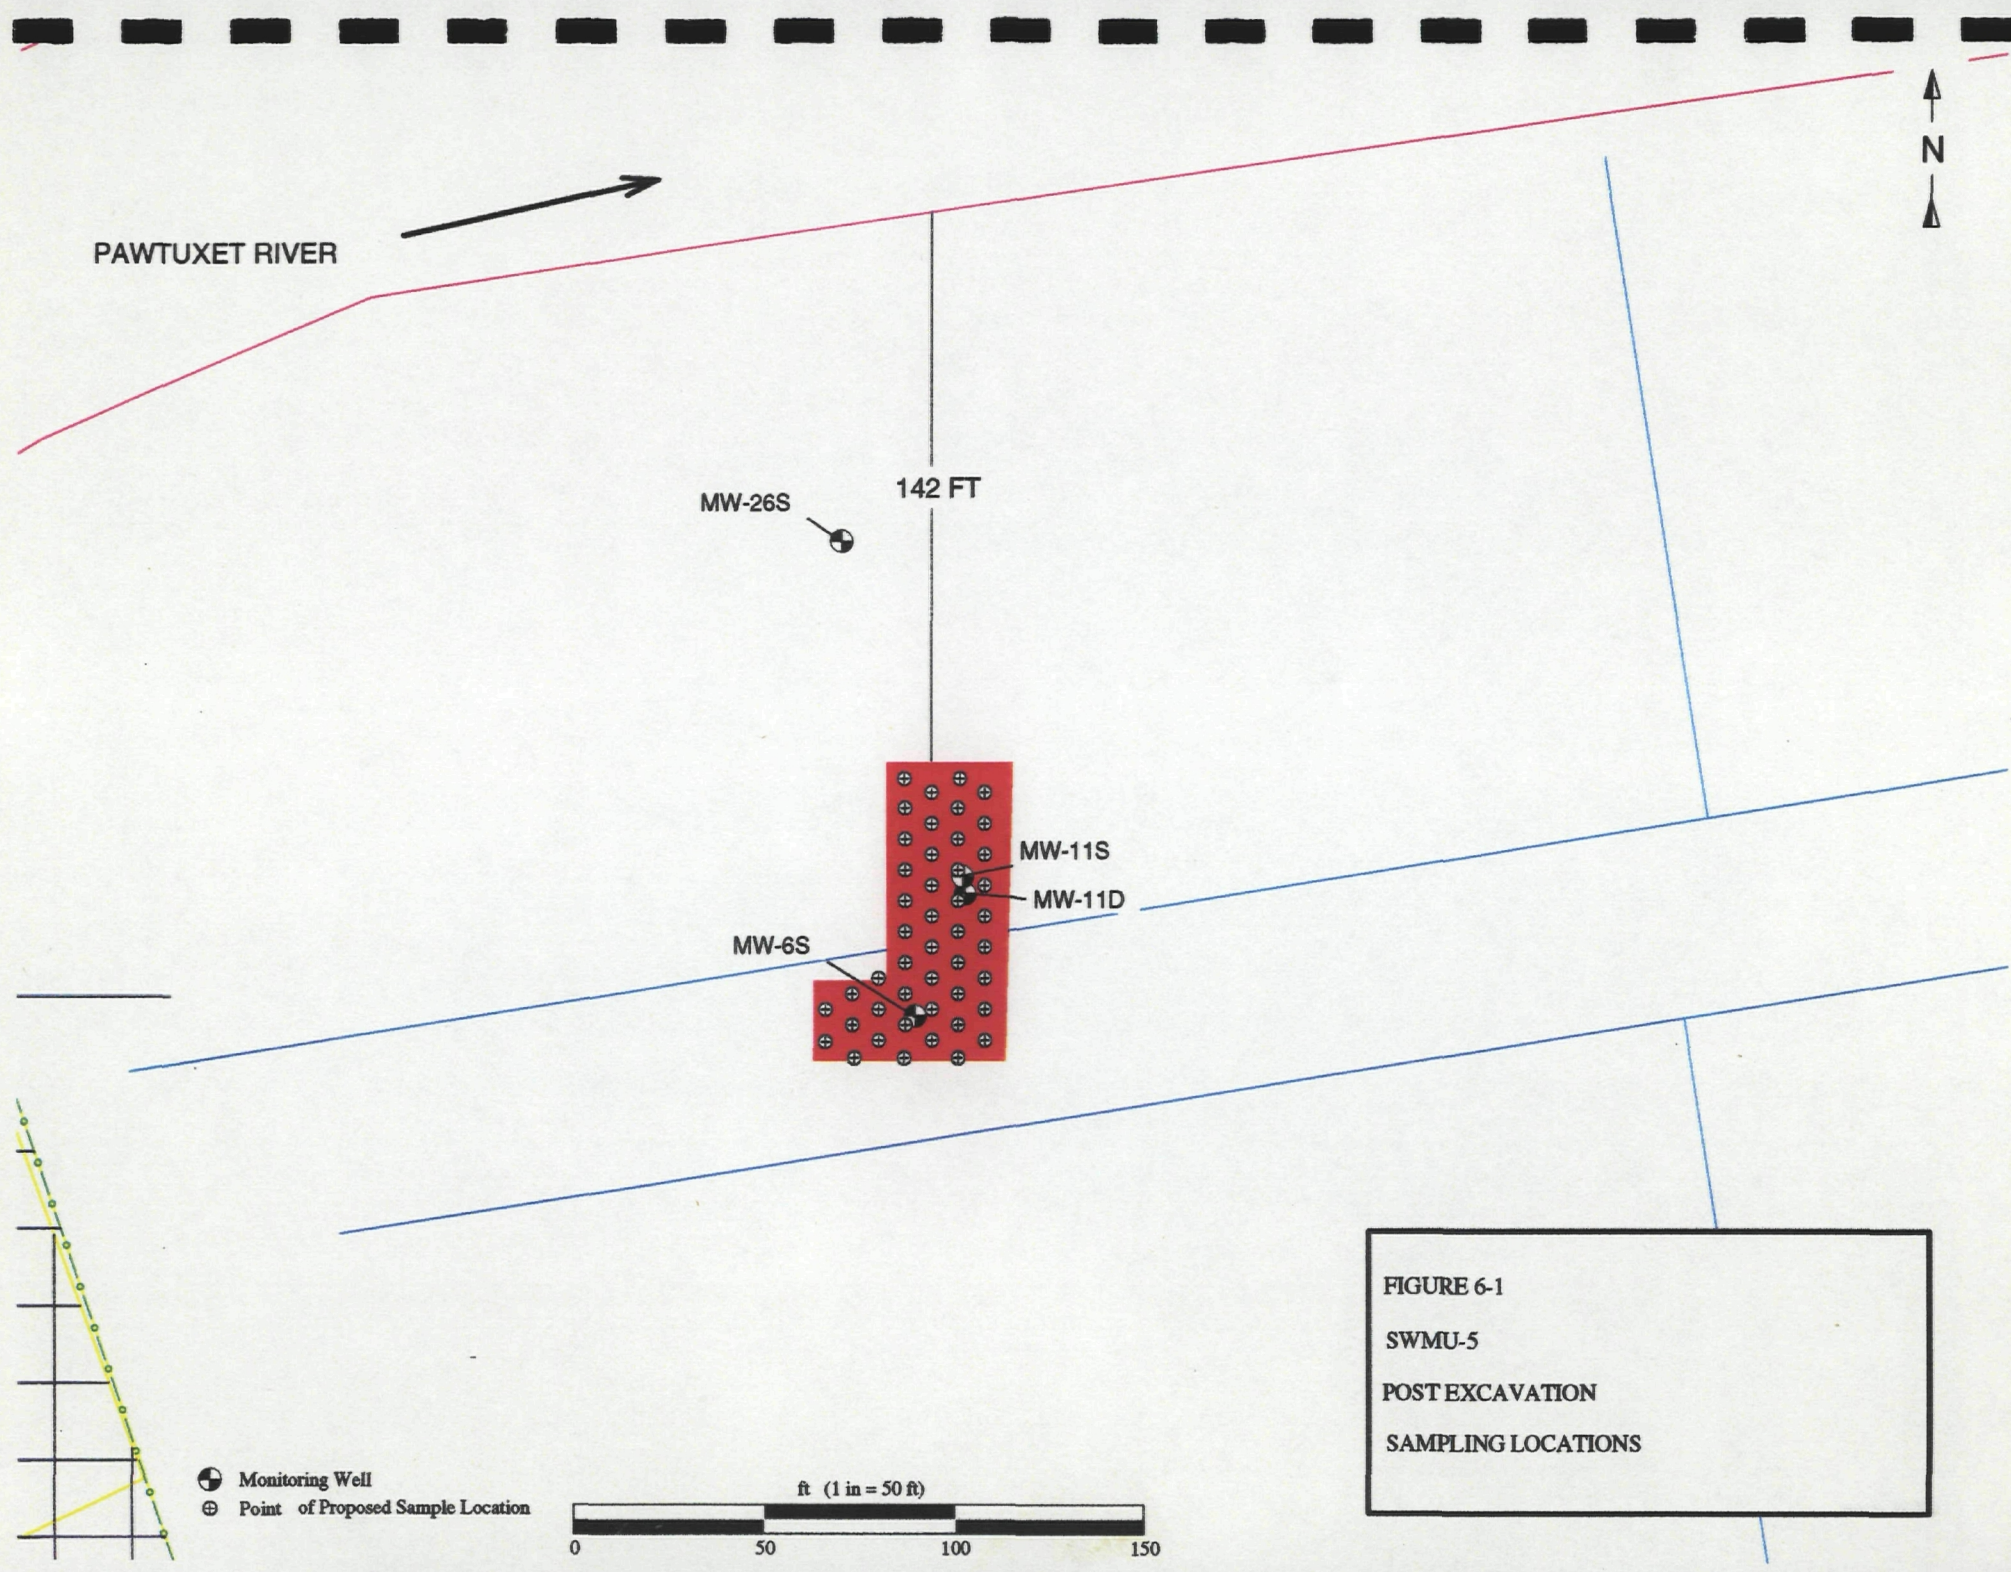 N
PAWTUXET RIVER
142 FT
MW-26S
MW-11S
MW-11D
MW-6S
FIGURE 6-1
SWMU-5
POST EXCAVATION
SAMPLING LOCATIONS
Monitoring Well
Point of Proposed Sample Location
ft (1 in = 50 ft)
0 50 100 150